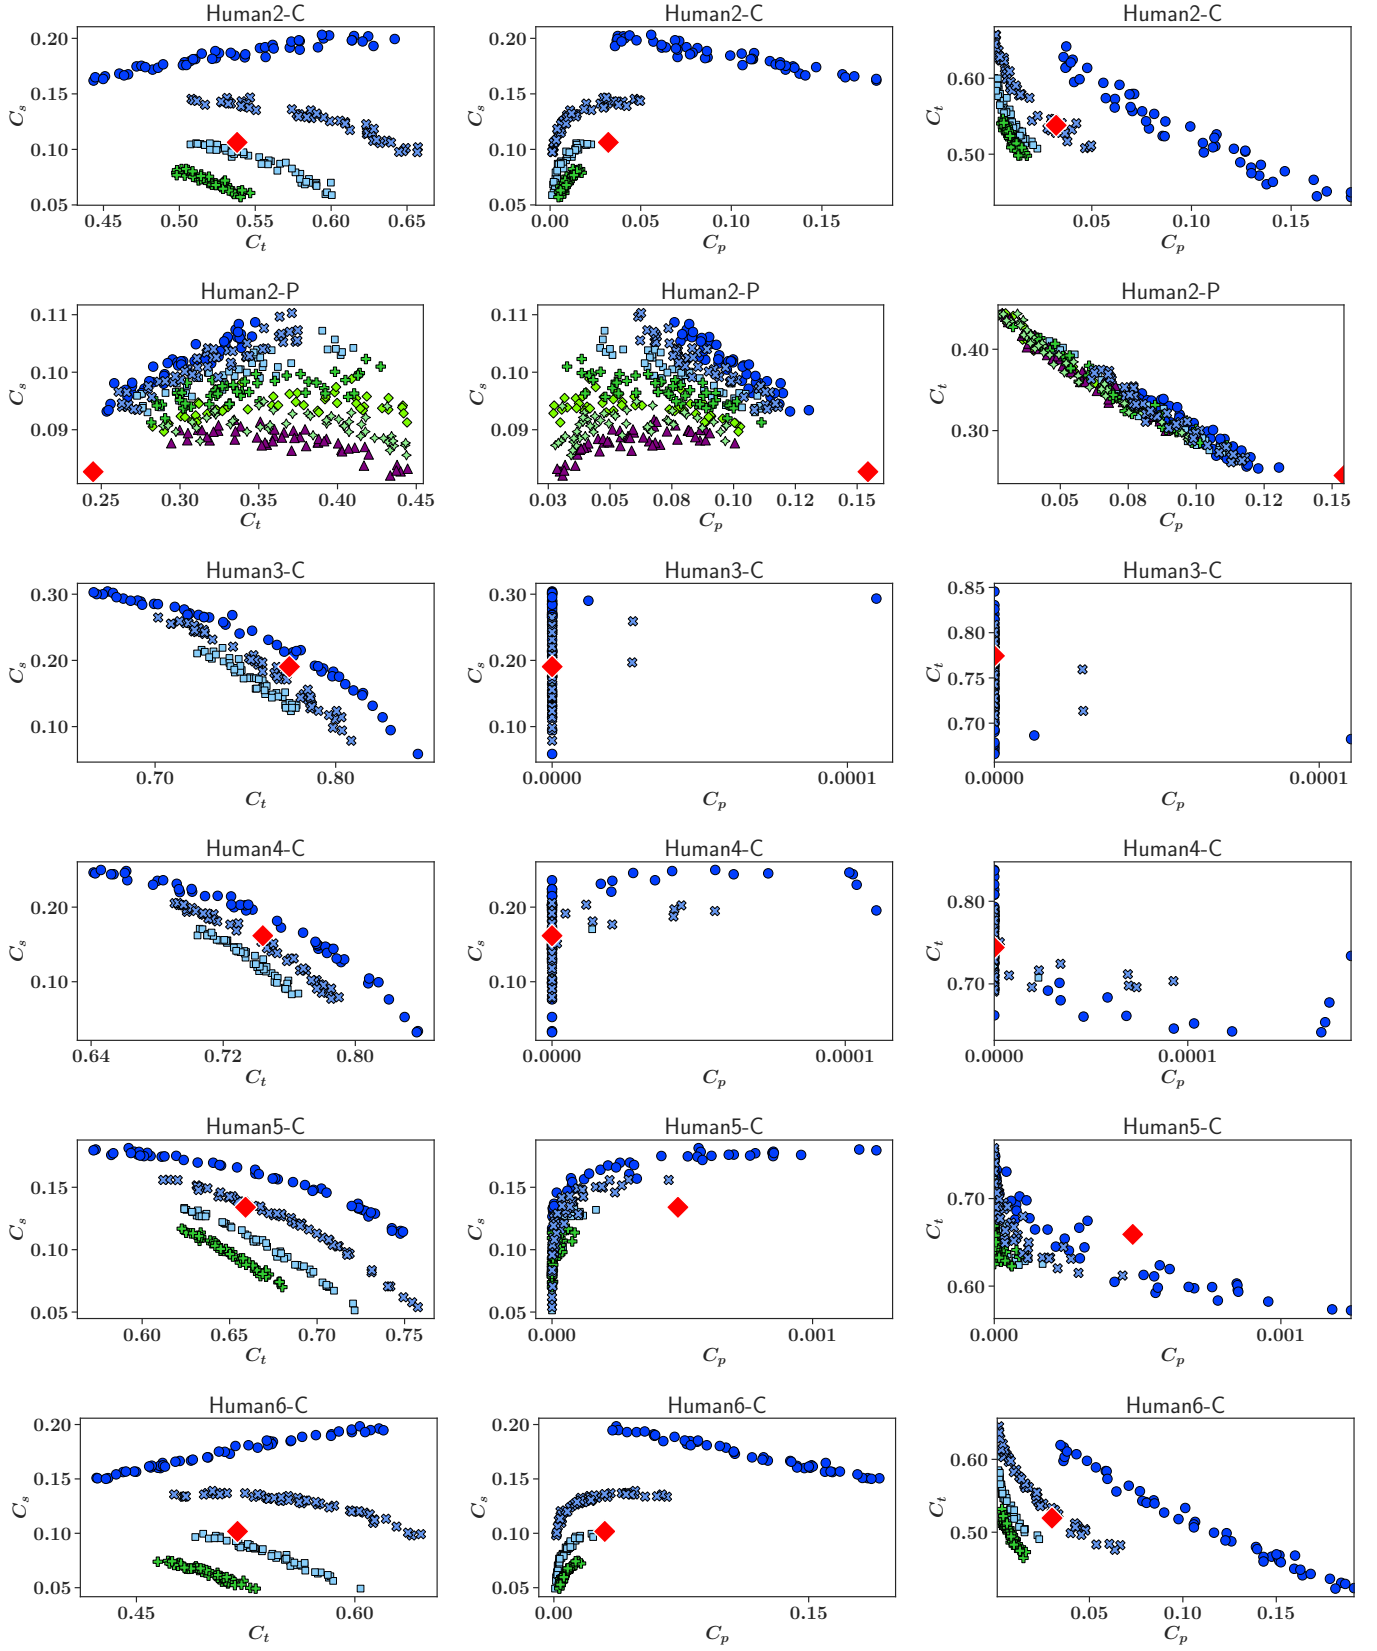 Human2-C Human2-C Human2-C
0.20 0.20 0.60
0.15 0.15 0.50
0.10 0.10
0.05 0.05
C_s C_s C_t
0.45 0.50 0.55 0.60 0.65 0.00 0.05 0.10 0.15 0.05 0.10 0.15
C_t C_p C_p
Human2-P Human2-P Human2-P
0.11 0.11 0.40
0.10 0.10 0.30
0.09 0.09
C_s C_s C_t
0.25 0.30 0.35 0.40 0.45 0.03 0.05 0.08 0.10 0.12 0.15 0.05 0.08 0.10 0.12 0.15
C_t C_p C_p
Human3-C Human3-C Human3-C
0.30 0.30 0.85
0.20 0.20 0.80
0.10 0.10 0.75
0.70
C_s C_s C_t
0.70 0.80 0.0000 0.0001 0.0000 0.0001
C_t C_p C_p
Human4-C Human4-C Human4-C
0.20 0.20 0.80
0.10 0.10 0.70
C_s C_s C_t
0.64 0.72 0.80 0.0000 0.0001 0.0000 0.0001
C_t C_p C_p
Human5-C Human5-C Human5-C
0.15 0.15 0.70
0.10 0.10 0.60
0.05 0.05
C_s C_s C_t
0.60 0.65 0.70 0.75 0.000 0.001 0.000 0.001
C_t C_p C_p
Human6-C Human6-C Human6-C
0.20 0.20 0.60
0.15 0.15 0.50
0.10 0.10
0.05 0.05
C_s C_s C_t
0.45 0.60 0.00 0.15 0.05 0.10 0.15
C_t C_p C_p